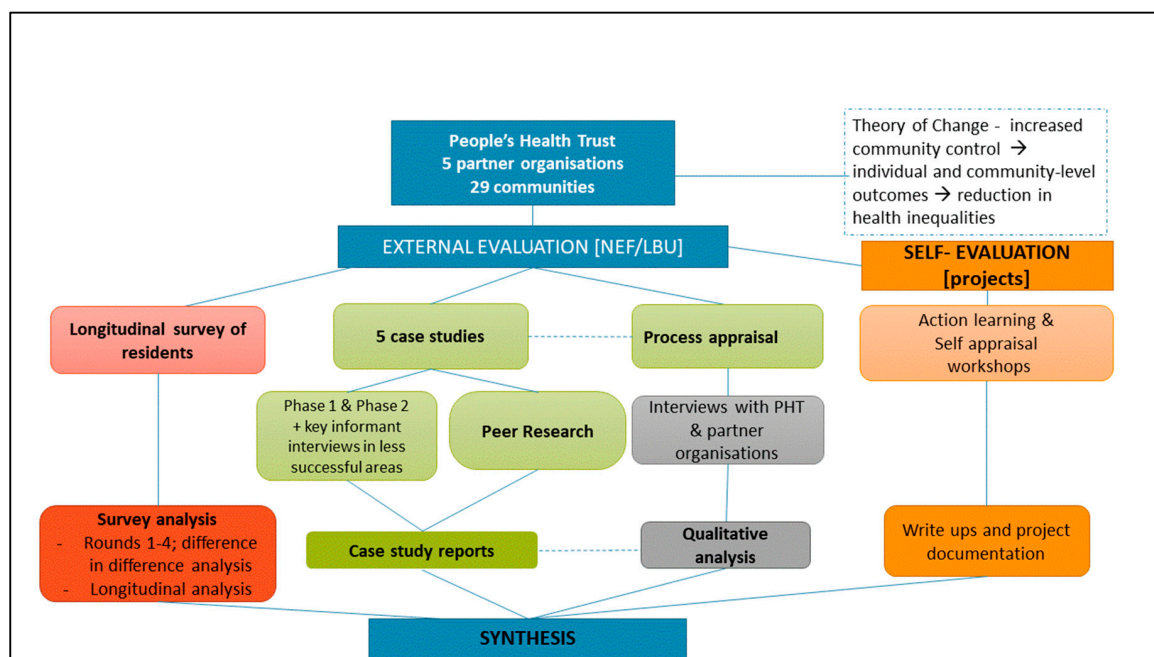 People's Health Trust
5 partner organisations
29 communities
Theory of Change - increased
community control →
individual and community-level
outcomes → reduction in
health inequalities
EXTERNAL EVALUATION [NEF/LBU]
SELF- EVALUATION
[projects]
Longitudinal survey of
residents
5 case studies
Process appraisal
Action learning &
Self appraisal
workshops
Phase 1 & Phase 2
+ key informant
interviews in less
successful areas
Peer Research
Interviews with PHT
& partner
organisations
Survey analysis
- Rounds 1-4; difference
in difference analysis
- Longitudinal analysis
Case study reports
Qualitative
analysis
Write ups and project
documentation
SYNTHESIS